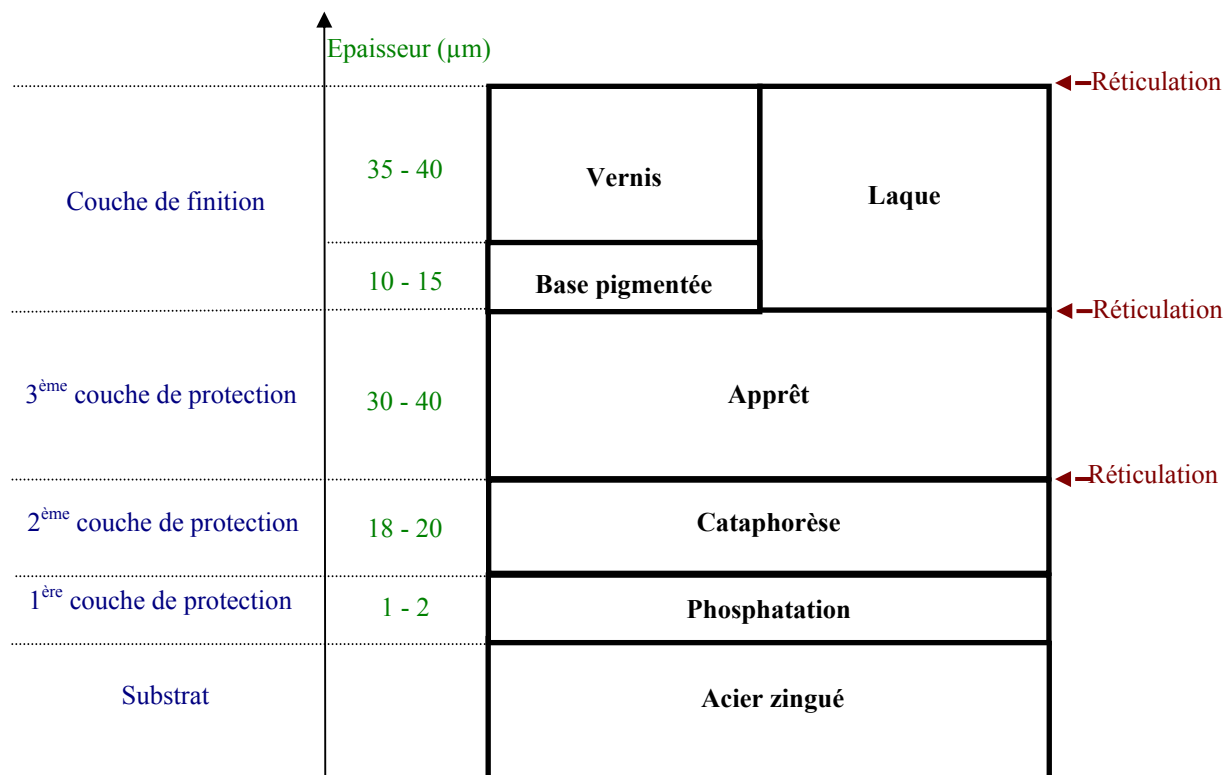 Epaisseur (µm)
Réticulation
Couche de finition
35 - 40
Vernis
Laque
10 - 15
Base pigmentée
Réticulation
3ème couche de protection
30 - 40
Apprêt
Réticulation
2ème couche de protection
18 - 20
Cataphorèse
1ère couche de protection
1 - 2
Phosphatation
Substrat
Acier zingué